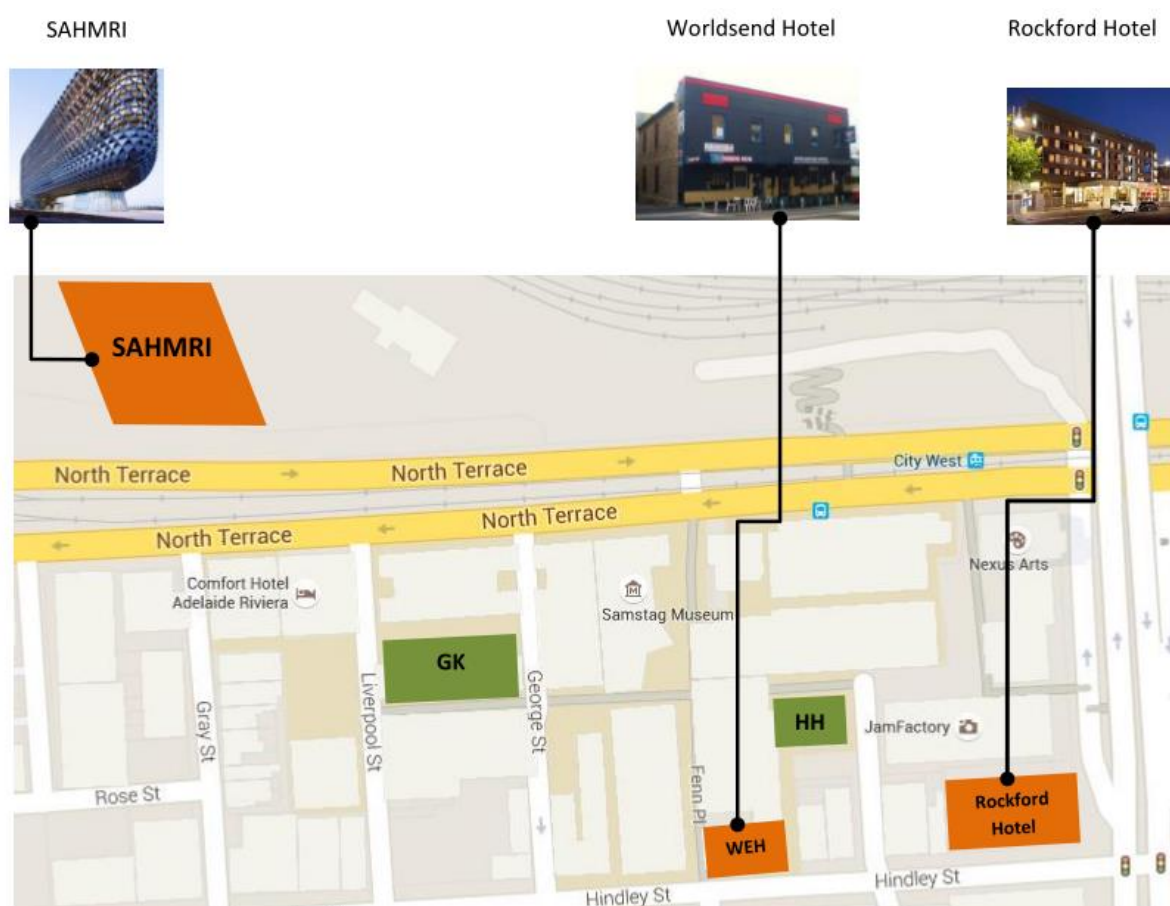 SAHMRI
Worldsend Hotel
Rockford Hotel
SAHMRI
City West
North Terrace
North Terrace
North Terrace
North Terrace
Nexus Arts
Comfort Hotel
Adelaide Riviera
Samstag Museum
GK
Gray St
Liverpool St
George St
HH
JamFactory
Fenn Pl
Rose St
Rockford
Hotel
WEH
Hindley St
Hindley St